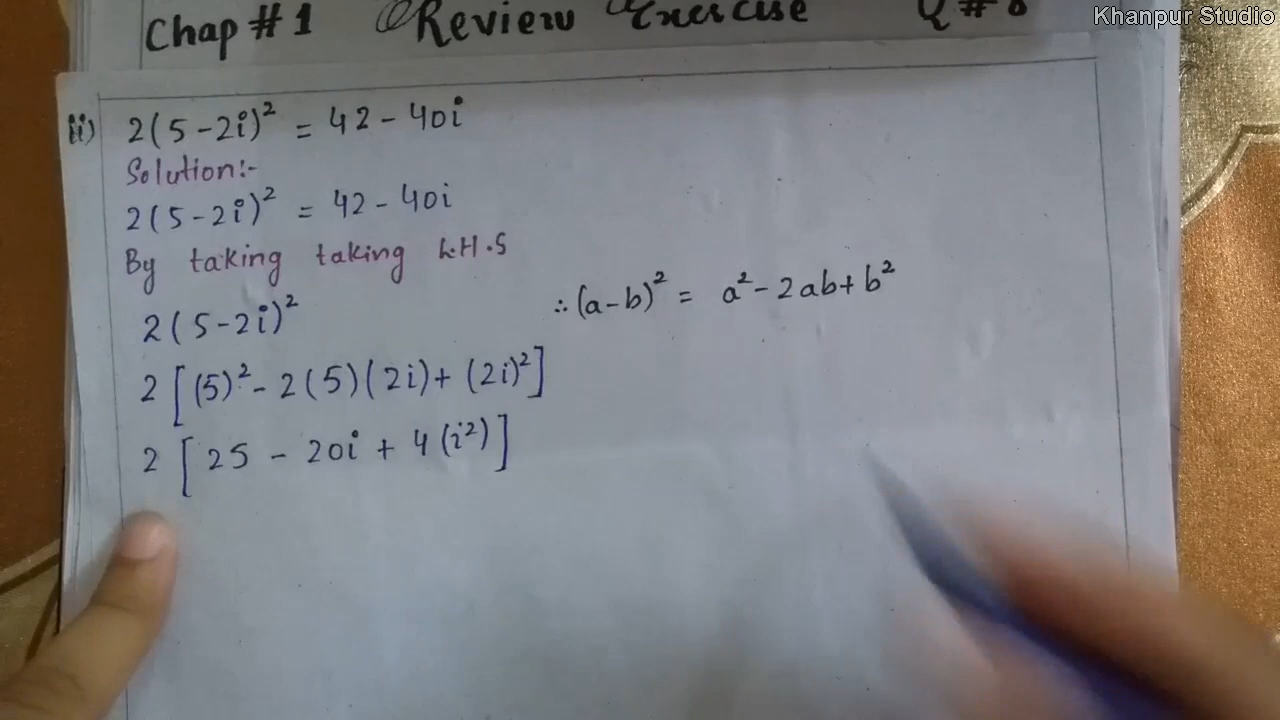 Khanpur Studio
Chap # 1 Review Exercise Q #
ii) 2(5-2i)² = 42 - 40i
Solution:-
2(5-2i)² = 42 - 40i
By taking taking L.H.S
2(5-2i)² ∴ (a-b)² = a² - 2ab + b²
2[(5)² - 2(5)(2i) + (2i)²]
2[25 - 20i + 4(i²)]